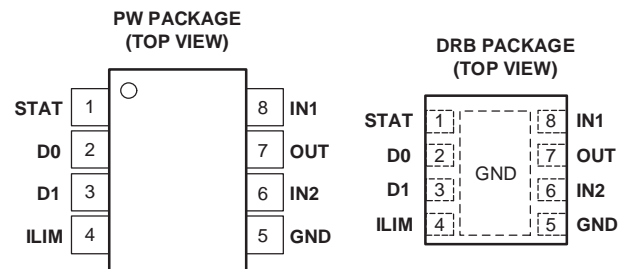 PW PACKAGE
(TOP VIEW)
STAT 1 8 IN1
D0 2 7 OUT
D1 3 6 IN2
ILIM 4 5 GND
DRB PACKAGE
(TOP VIEW)
STAT 1 8 IN1
D0 2 7 OUT
GND
D1 3 6 IN2
ILIM 4 5 GND